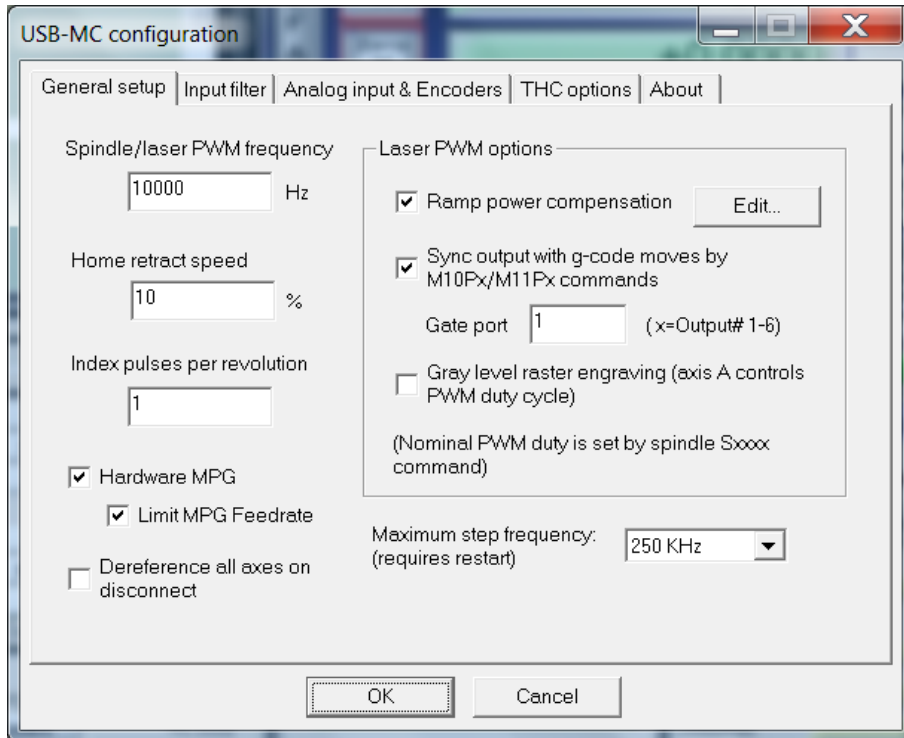 USB-MC configuration
General setup
Input filter
Analog input & Encoders
THC options
About
Spindle/laser PWM frequency
10000
Hz
Home retract speed
10
%
Index pulses per revolution
1
Hardware MPG
Limit MPG Feedrate
Dereference all axes on
disconnect
Laser PWM options
Ramp power compensation
Edit...
Sync output with g-code moves by
M10Px/M11Px commands
Gate port
1
( x=Output# 1-6)
Gray level raster engraving (axis A controls
PWM duty cycle)
(Nominal PWM duty is set by spindle Sxxxx
command)
Maximum step frequency:
(requires restart)
250 KHz
OK
Cancel